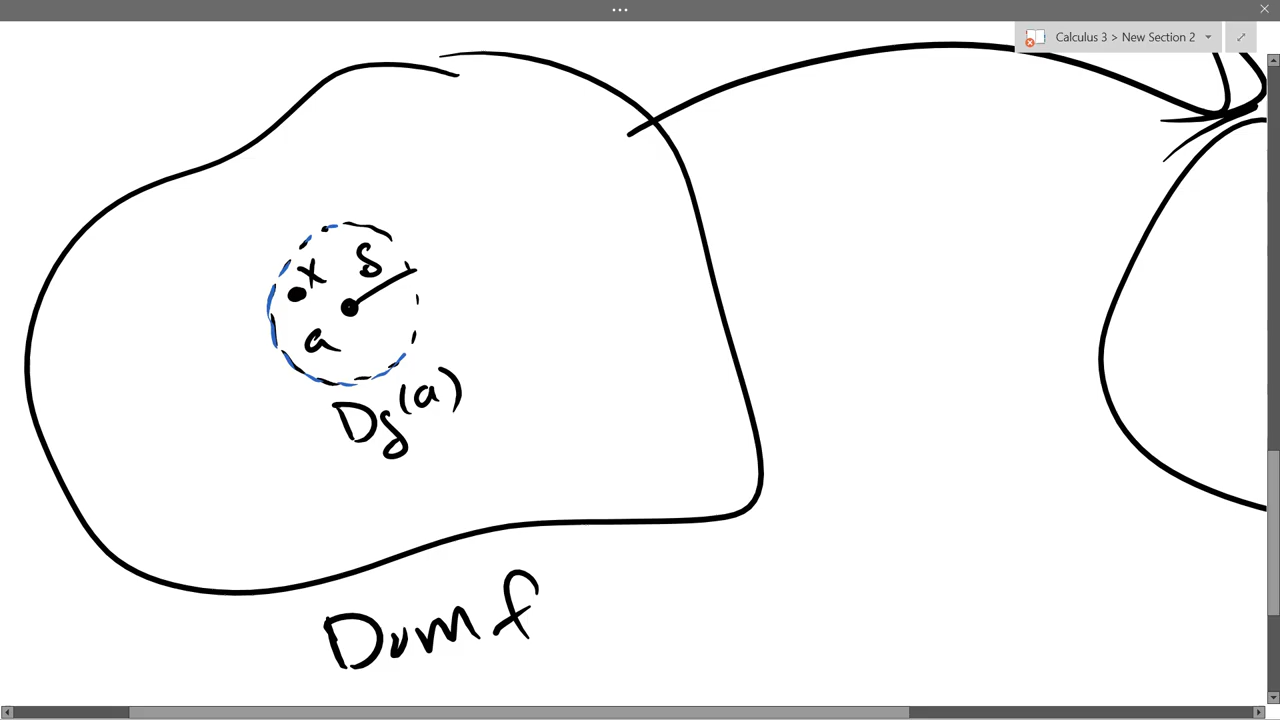 Calculus 3 > New Section 2
x δ
a
Dδ(a)
Dom f